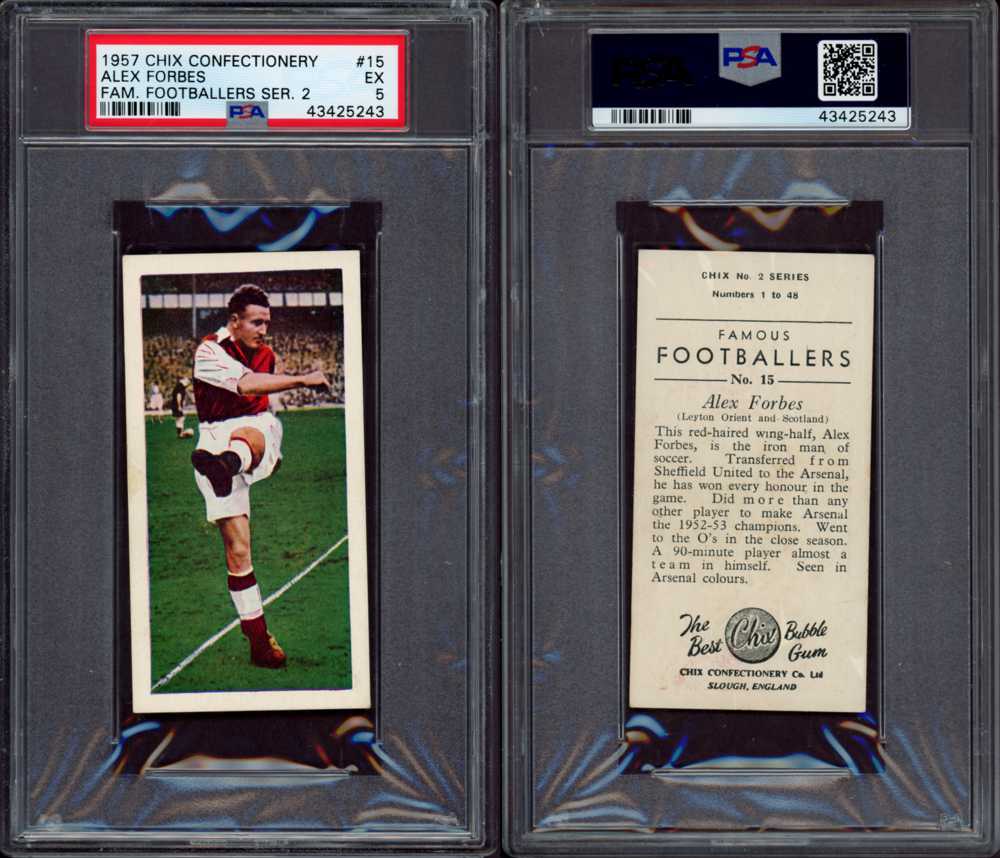 1957 CHIX CONFECTIONERY #15
ALEX FORBES EX
FAM. FOOTBALLERS SER. 2 5
PSA 43425243
PSA
PSA
43425243
CHIX No. 2 SERIES
Numbers 1 to 48
FAMOUS
FOOTBALLERS
No. 15
Alex Forbes
(Leyton Orient and Scotland)
This red-haired wing-half, Alex
Forbes, is the iron man of
soccer. Transferred from
Sheffield United to the Arsenal,
he has won every honour in the
game. Did more than any
other player to make Arsenal
the 1952-53 champions. Went
to the O's in the close season.
A 90-minute player almost a
team in himself. Seen in
Arsenal colours.
The Best Chix Bubble Gum
CHIX CONFECTIONERY Co. Ltd
SLOUGH, ENGLAND